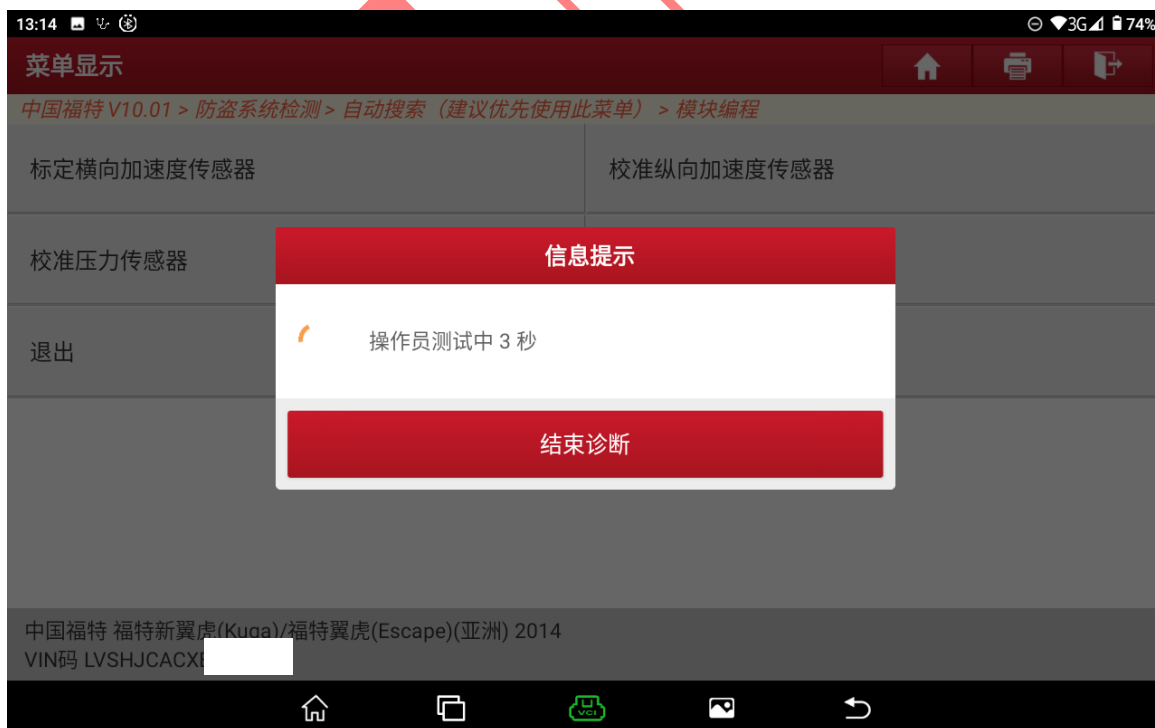 13:14
3G 74%
菜单显示
中国福特 V10.01 > 防盗系统检测 > 自动搜索（建议优先使用此菜单） > 模块编程
标定横向加速度传感器
校准纵向加速度传感器
校准压力传感器
信息提示
操作员测试中 3 秒
退出
结束诊断
中国福特 福特新翼虎(Kuga)/福特翼虎(Escape)(亚洲) 2014
VIN码 LVSHJCACX
VCI